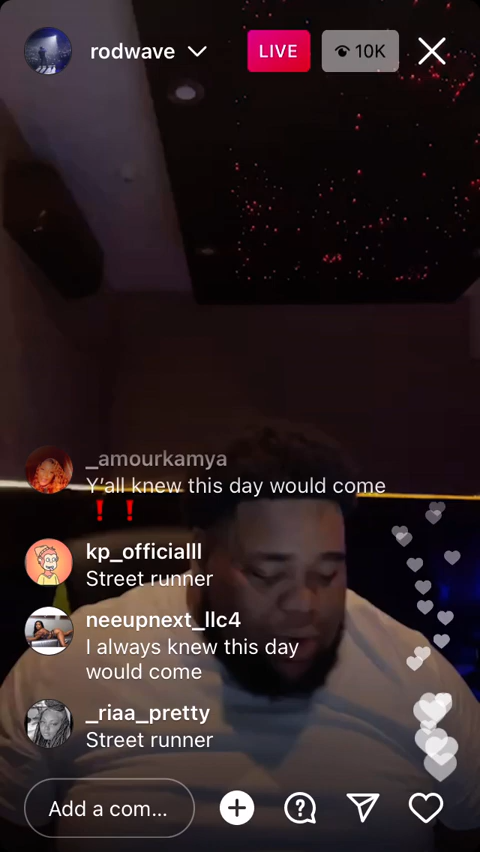 rodwave
LIVE
10K
_amourkamya
Y'all knew this day would come
❗❗
kp_officialll
Street runner
neeupnext_llc4
I always knew this day
would come
_riaa_pretty
Street runner
Add a com...